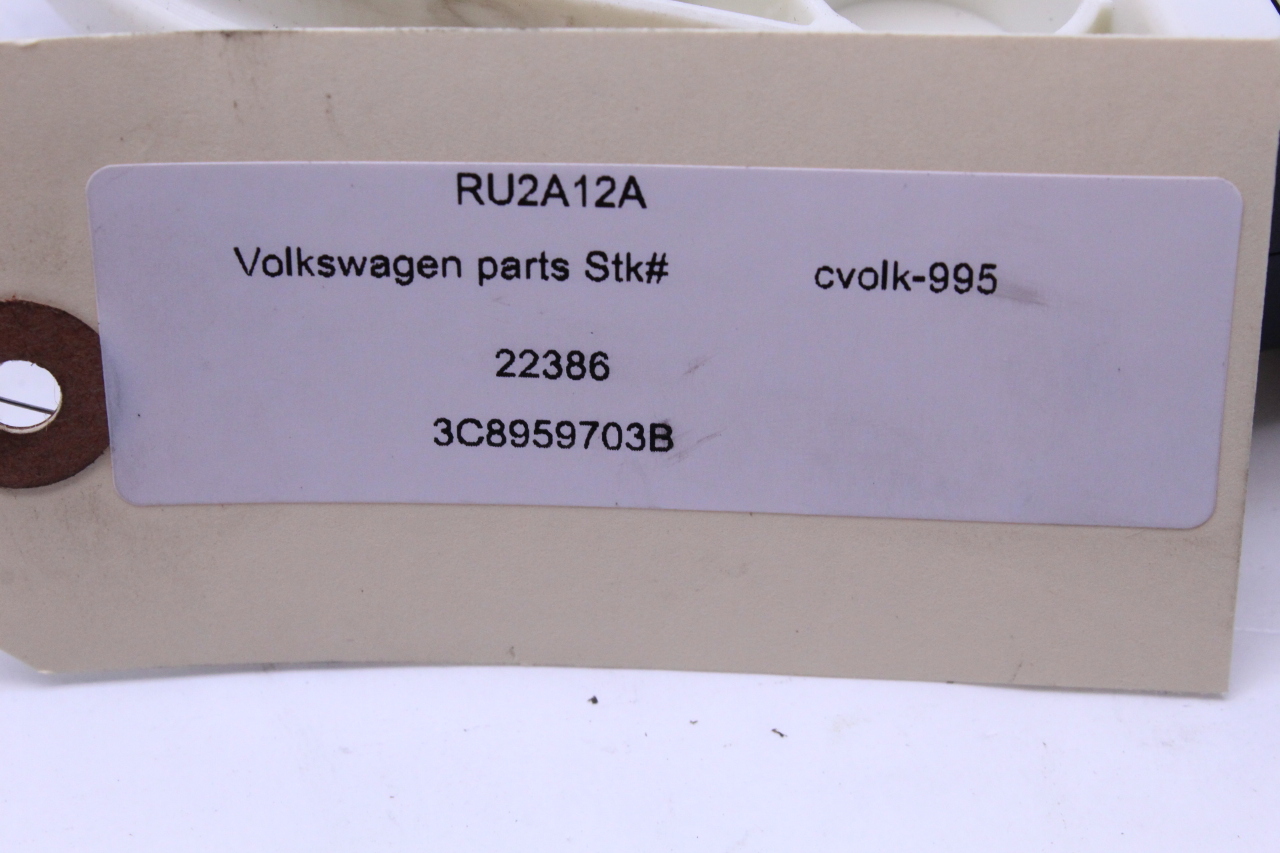 RU2A12A
Volkswagen parts Stk# cvolk-995
22386
3C8959703B